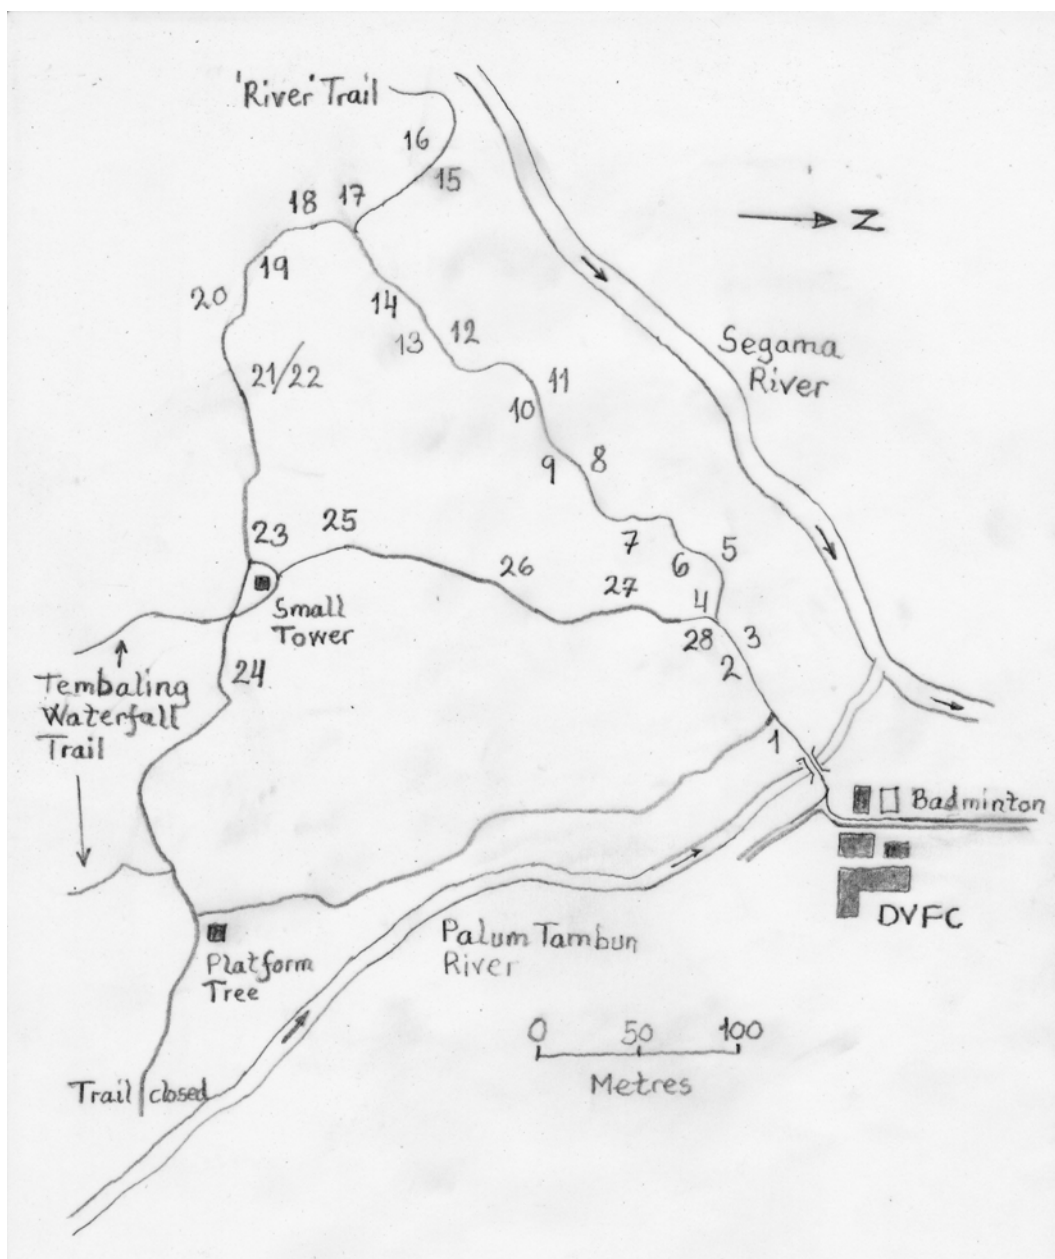 'River' Trail
16
15
17
18
19
20
14
13
12
Segama
River
21/22
11
10
9
8
23
25
7
6
5
26
27
4
Small
Tower
28
3
2
24
Tembaling
Waterfall
Trail
1
Badminton
DVFC
Palum Tambun
River
Platform
Tree
0 50 100
Metres
Trail closed